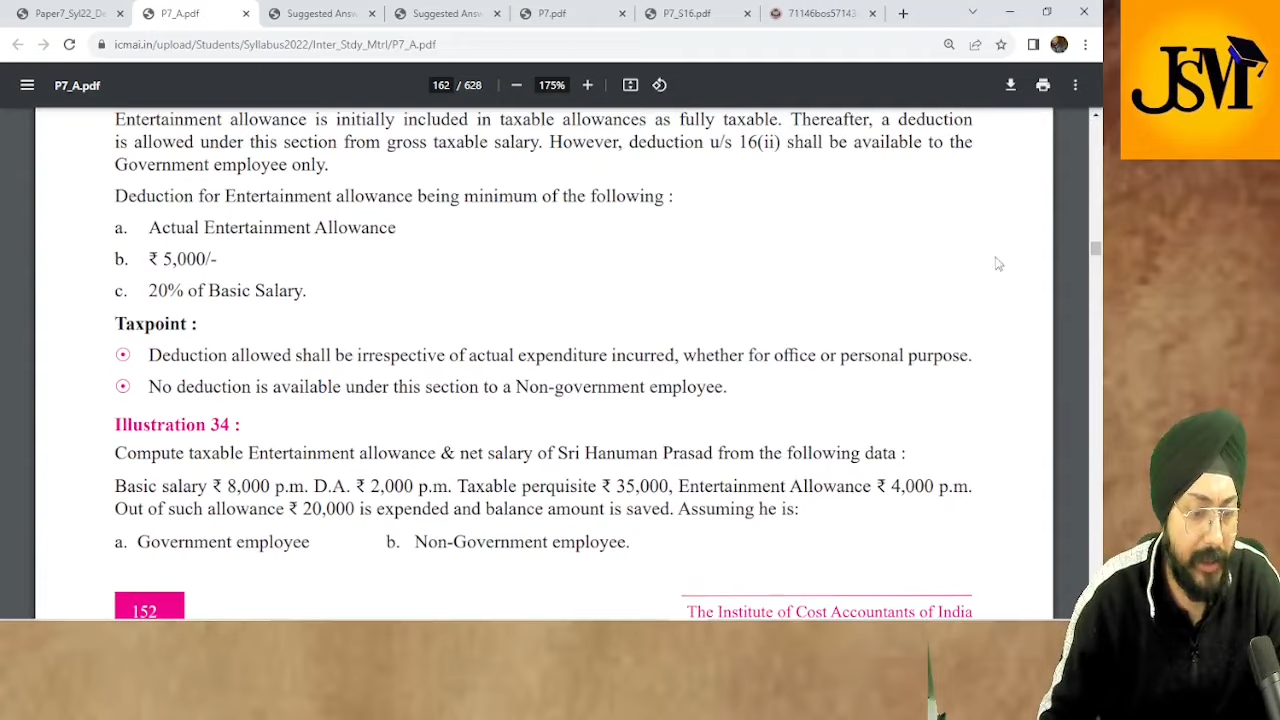 Paper7_Syl22_De
P7_A.pdf
Suggested Answ
Suggested Answ
P7.pdf
P7_S16.pdf
71146bos57143
icmai.in/upload/Students/Syllabus2022/Inter_Stdy_Mtrl/P7_A.pdf
P7_A.pdf
162 / 628
175%
JSM
Entertainment allowance is initially included in taxable allowances as fully taxable. Thereafter, a deduction
is allowed under this section from gross taxable salary. However, deduction u/s 16(ii) shall be available to the
Government employee only.
Deduction for Entertainment allowance being minimum of the following :
a. Actual Entertainment Allowance
b. ₹ 5,000/-
c. 20% of Basic Salary.
Taxpoint :
Deduction allowed shall be irrespective of actual expenditure incurred, whether for office or personal purpose.
No deduction is available under this section to a Non-government employee.
Illustration 34 :
Compute taxable Entertainment allowance & net salary of Sri Hanuman Prasad from the following data :
Basic salary ₹ 8,000 p.m. D.A. ₹ 2,000 p.m. Taxable perquisite ₹ 35,000, Entertainment Allowance ₹ 4,000 p.m.
Out of such allowance ₹ 20,000 is expended and balance amount is saved. Assuming he is:
a. Government employee b. Non-Government employee.
152
The Institute of Cost Accountants of India